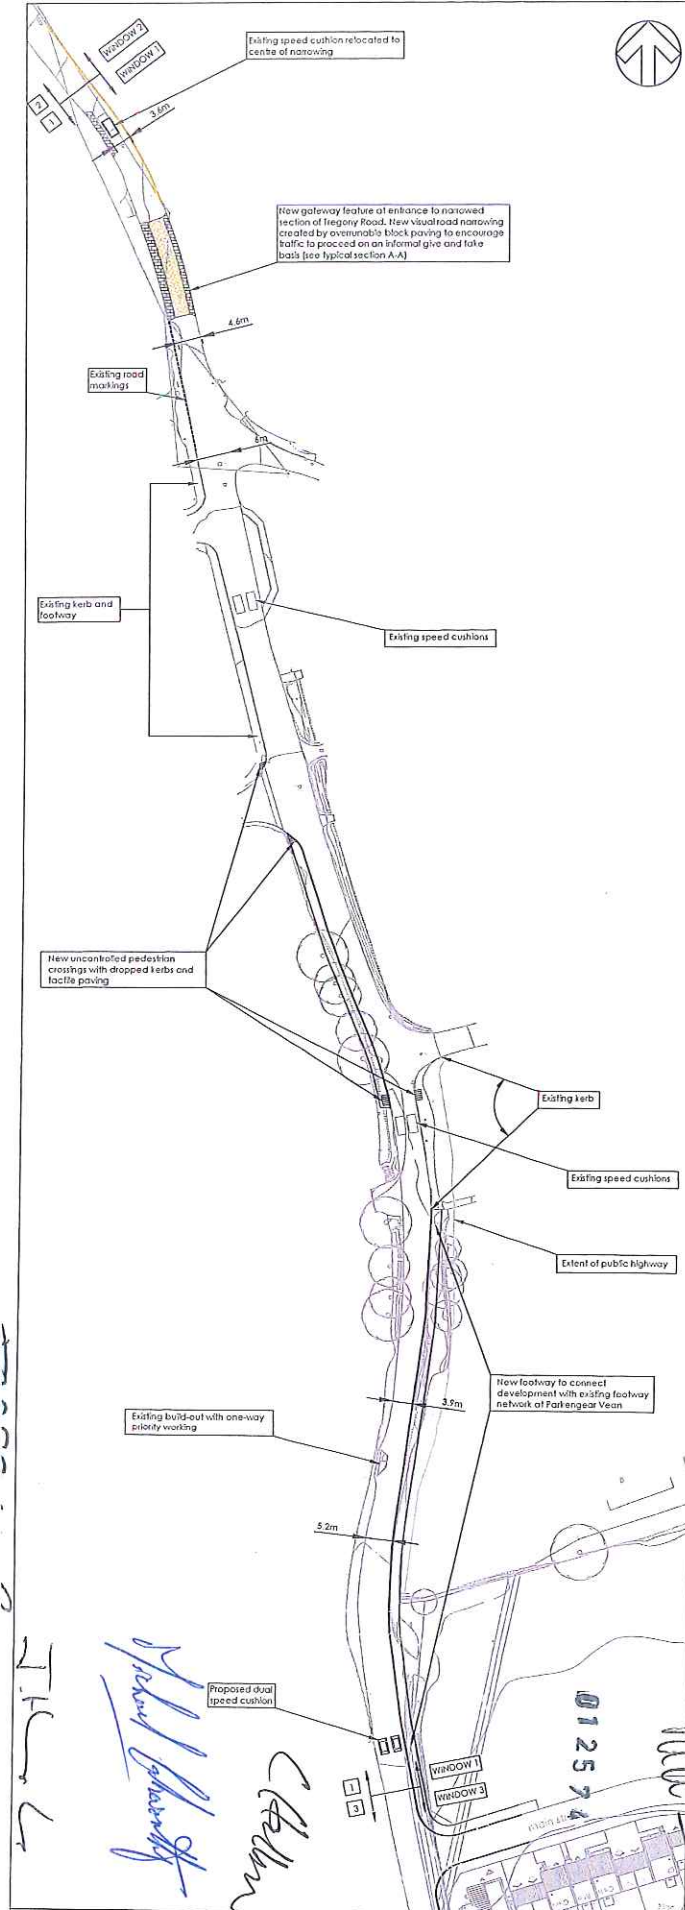 WINDOW 2
WINDOW 1
2
1
Existing speed cushion relocated to
centre of narrowing
3.6m
New gateway feature at entrance to narrowed
section of Tregony Road. New visual road narrowing
created by overrunable block paving to encourage
traffic to proceed on an informal give and take
basis (see typical section A-A)
4.6m
Existing road
markings
6m
Existing kerb and
footway
Existing speed cushions
New uncontrolled pedestrian
crossings with dropped kerbs and
tactile paving
Existing kerb
Existing speed cushions
Extent of public highway
New footway to connect
development with existing footway
network at Parkengear Vean
3.9m
Existing build-out with one-way
priority working
5.2m
Proposed dual
speed cushion
WINDOW 1
WINDOW 3
1
3
012574